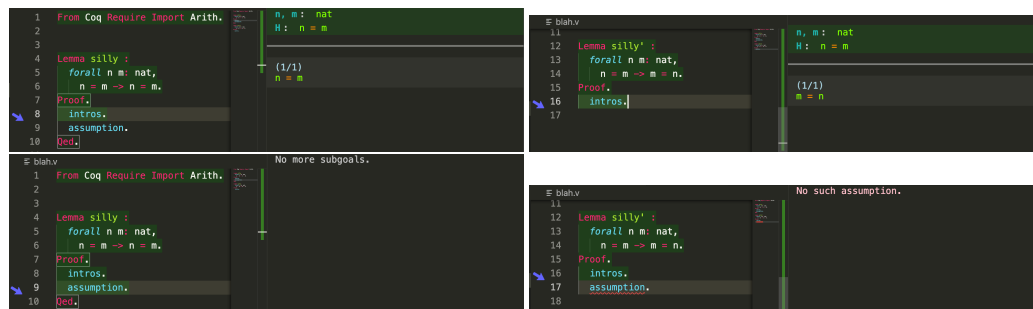 1 From Coq Require Import Arith.
2
3
4 Lemma silly :
5 forall n m: nat,
6 n = m -> n = m.
7 Proof.
8 intros.
9 assumption.
10 Qed.
n, m: nat
H: n = m
(1/1)
n = m
blah.v
11
12 Lemma silly' :
13 forall n m: nat,
14 n = m -> m = n.
15 Proof.
16 intros.
17
n, m: nat
H: n = m
(1/1)
m = n
blah.v
1 From Coq Require Import Arith.
2
3
4 Lemma silly :
5 forall n m: nat,
6 n = m -> n = m.
7 Proof.
8 intros.
9 assumption.
10 Qed.
No more subgoals.
blah.v
11
12 Lemma silly' :
13 forall n m: nat,
14 n = m -> m = n.
15 Proof.
16 intros.
17 assumption.
18
No such assumption.